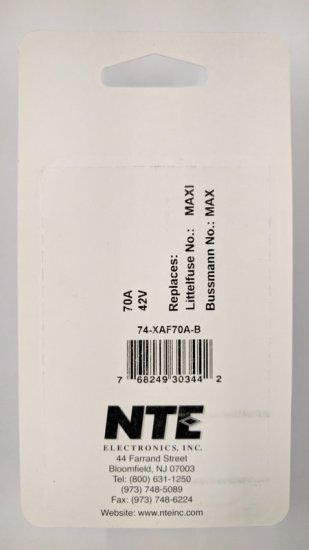 70A
42V
Replaces:
Littelfuse No.: MAXI
Bussmann No.: MAX
74-XAF70A-B
7 68249 30344 2
NTE
ELECTRONICS, INC.
44 Farrand Street
Bloomfield, NJ 07003
Tel: (800) 631-1250
(973) 748-5089
Fax: (973) 748-6224
Website: www.nteinc.com